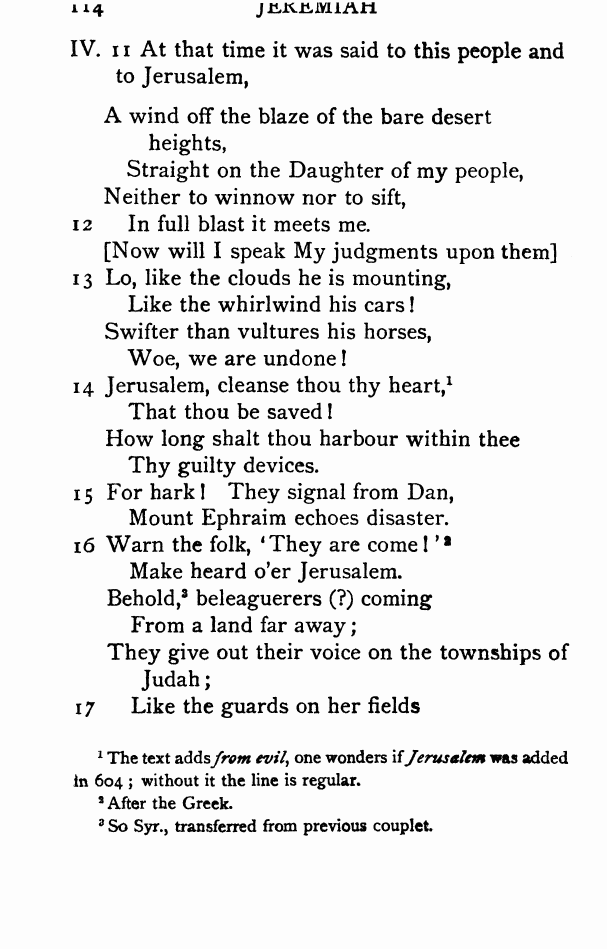 114 JEREMIAH
IV. 11 At that time it was said to this people and
to Jerusalem,
A wind off the blaze of the bare desert
heights,
Straight on the Daughter of my people,
Neither to winnow nor to sift,
12 In full blast it meets me.
[Now will I speak My judgments upon them]
13 Lo, like the clouds he is mounting,
Like the whirlwind his cars!
Swifter than vultures his horses,
Woe, we are undone!
14 Jerusalem, cleanse thou thy heart,¹
That thou be saved!
How long shalt thou harbour within thee
Thy guilty devices.
15 For hark! They signal from Dan,
Mount Ephraim echoes disaster.
16 Warn the folk, ‘They are come!’²
Make heard o’er Jerusalem.
Behold,³ beleaguerers (?) coming
From a land far away;
They give out their voice on the townships of
Judah;
17 Like the guards on her fields
¹ The text adds from evil, one wonders if Jerusalem was added
in 604; without it the line is regular.
² After the Greek.
³ So Syr., transferred from previous couplet.